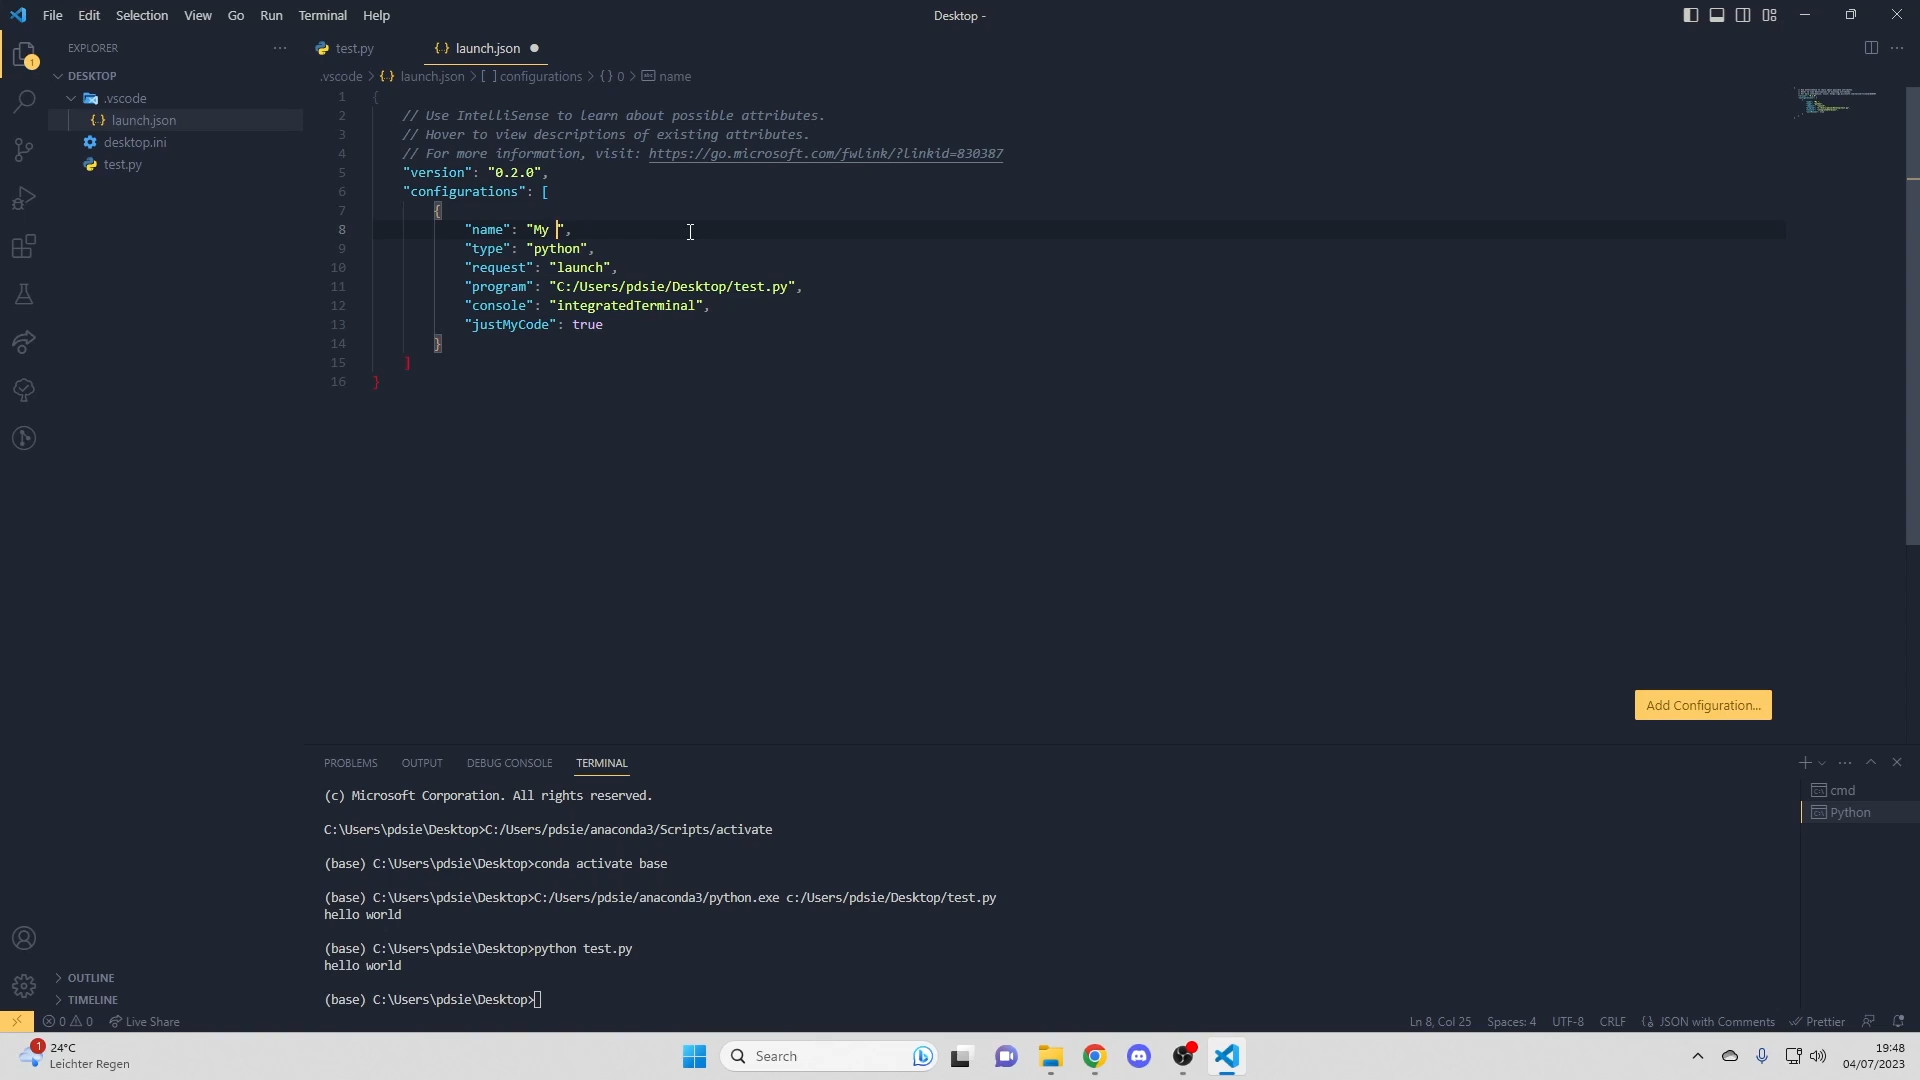 File Edit Selection View Go Run Terminal Help
Desktop -
EXPLORER
DESKTOP
.vscode
launch.json
desktop.ini
test.py
1
test.py
launch.json
.vscode > {.} launch.json > [ ] configurations > { } 0 > name
1 {
2 // Use IntelliSense to learn about possible attributes.
3 // Hover to view descriptions of existing attributes.
4 // For more information, visit: https://go.microsoft.com/fwlink/?linkid=830387
5 "version": "0.2.0",
6 "configurations": [
7 {
8 "name": "My ",
9 "type": "python",
10 "request": "launch",
11 "program": "C:/Users/pdsie/Desktop/test.py",
12 "console": "integratedTerminal",
13 "justMyCode": true
14 }
15 ]
16 }
Add Configuration...
PROBLEMS OUTPUT DEBUG CONSOLE TERMINAL
(c) Microsoft Corporation. All rights reserved.
C:\Users\pdsie\Desktop>C:/Users/pdsie/anaconda3/Scripts/activate
(base) C:\Users\pdsie\Desktop>conda activate base
(base) C:\Users\pdsie\Desktop>C:/Users/pdsie/anaconda3/python.exe c:/Users/pdsie/Desktop/test.py
hello world
(base) C:\Users\pdsie\Desktop>python test.py
hello world
(base) C:\Users\pdsie\Desktop>
cmd
Python
OUTLINE
TIMELINE
0 0 Live Share
Ln 8, Col 25 Spaces: 4 UTF-8 CRLF {} JSON with Comments Prettier
1
24°C
Leichter Regen
Search
19:48
04/07/2023